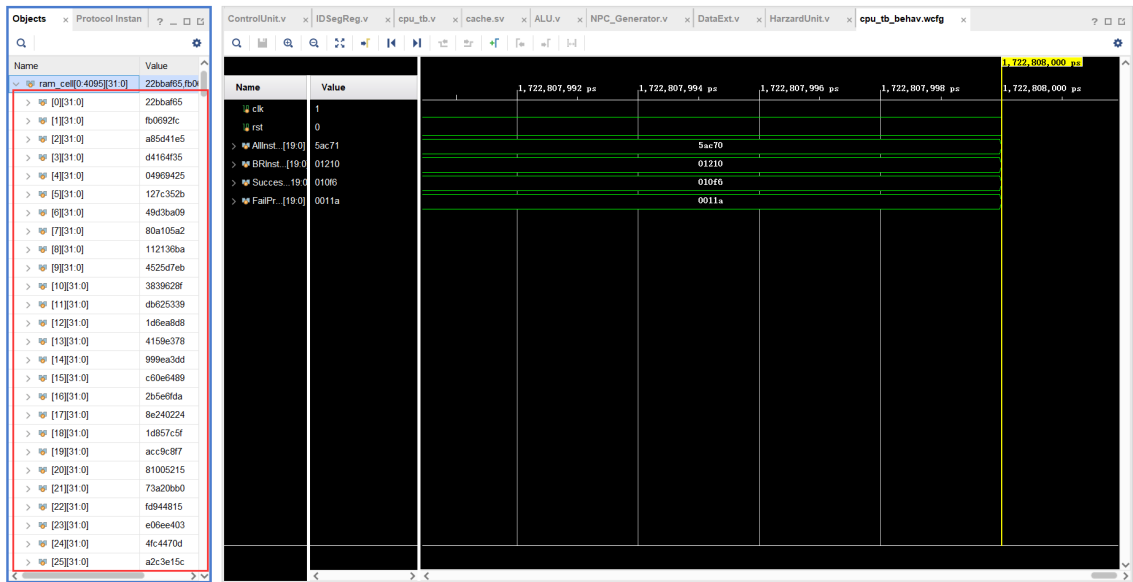 Objects × Protocol Instan ? _ □
Name Value
ram_cell[0:4095][31:0] 22bbaf65,fb0
[0][31:0] 22bbaf65
[1][31:0] fb0692fc
[2][31:0] a85d41e5
[3][31:0] d4164f35
[4][31:0] 04969425
[5][31:0] 127c352b
[6][31:0] 49d3ba09
[7][31:0] 80a105a2
[8][31:0] 112136ba
[9][31:0] 4525d7eb
[10][31:0] 3839628f
[11][31:0] db625339
[12][31:0] 1d6ea8d8
[13][31:0] 4159e378
[14][31:0] 999ea3dd
[15][31:0] c60e6489
[16][31:0] 2b5e6fda
[17][31:0] 8e240224
[18][31:0] 1d857c5f
[19][31:0] acc9c8f7
[20][31:0] 81005215
[21][31:0] 73a20bb0
[22][31:0] fd944815
[23][31:0] e06ee403
[24][31:0] 4fc4470d
[25][31:0] a2c3e15c
ControlUnit.v × IDSegReg.v × cpu_tb.v × cache.sv × ALU.v × NPC_Generator.v × DataExt.v × HarzardUnit.v × cpu_tb_behav.wcfg × ?
1,722,808,000 ps
Name Value 1,722,807,992 ps 1,722,807,994 ps 1,722,807,996 ps 1,722,807,998 ps 1,722,808,000 ps
clk 1
rst 0
AllInst...[19:0] 5ac71 5ac70
BRInst...[19:0 01210 01210
Succes...19:0 010f6 010f6
FailPr...[19:0] 0011a 0011a